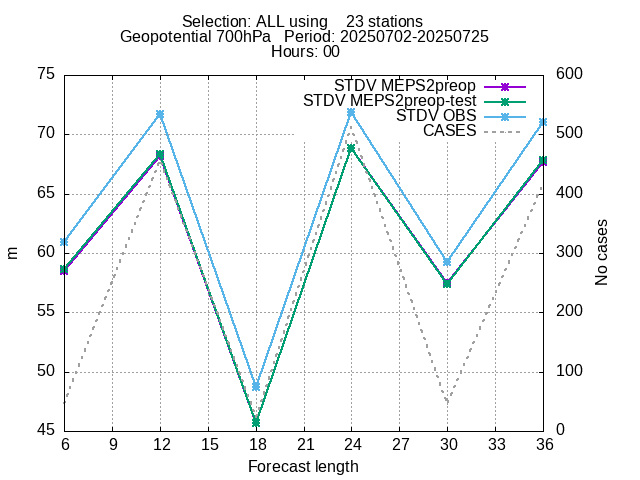 Selection: ALL using    23 stations
Geopotential 700hPa   Period: 20250702-20250725
Hours: 00
STDV MEPS2preop
STDV MEPS2preop-test
STDV OBS
CASES
75
70
65
60
55
50
45
600
500
400
300
200
100
0
m
No cases
6 9 12 15 18 21 24 27 30 33 36
Forecast length